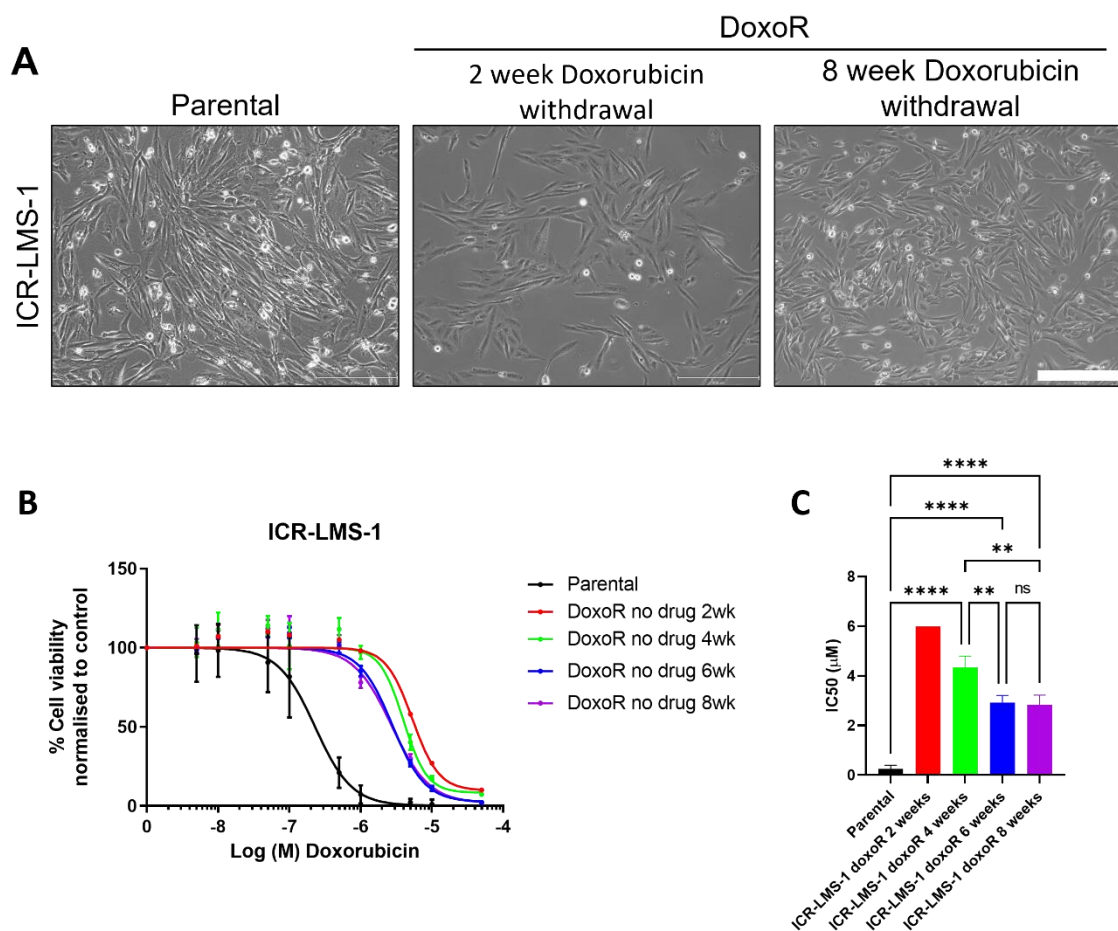 DoxoR
A
Parental
2 week Doxorubicin
withdrawal
8 week Doxorubicin
withdrawal
ICR-LMS-1
B
ICR-LMS-1
% Cell viability
normalised to control
150
100
50
0
0
-8
-7
-6
-5
-4
Log (M) Doxorubicin
Parental
DoxoR no drug 2wk
DoxoR no drug 4wk
DoxoR no drug 6wk
DoxoR no drug 8wk
C
****
****
**
****
**
ns
IC50 (μM)
8
6
4
2
0
Parental
ICR-LMS-1 doxoR 2 weeks
ICR-LMS-1 doxoR 4 weeks
ICR-LMS-1 doxoR 6 weeks
ICR-LMS-1 doxoR 8 weeks